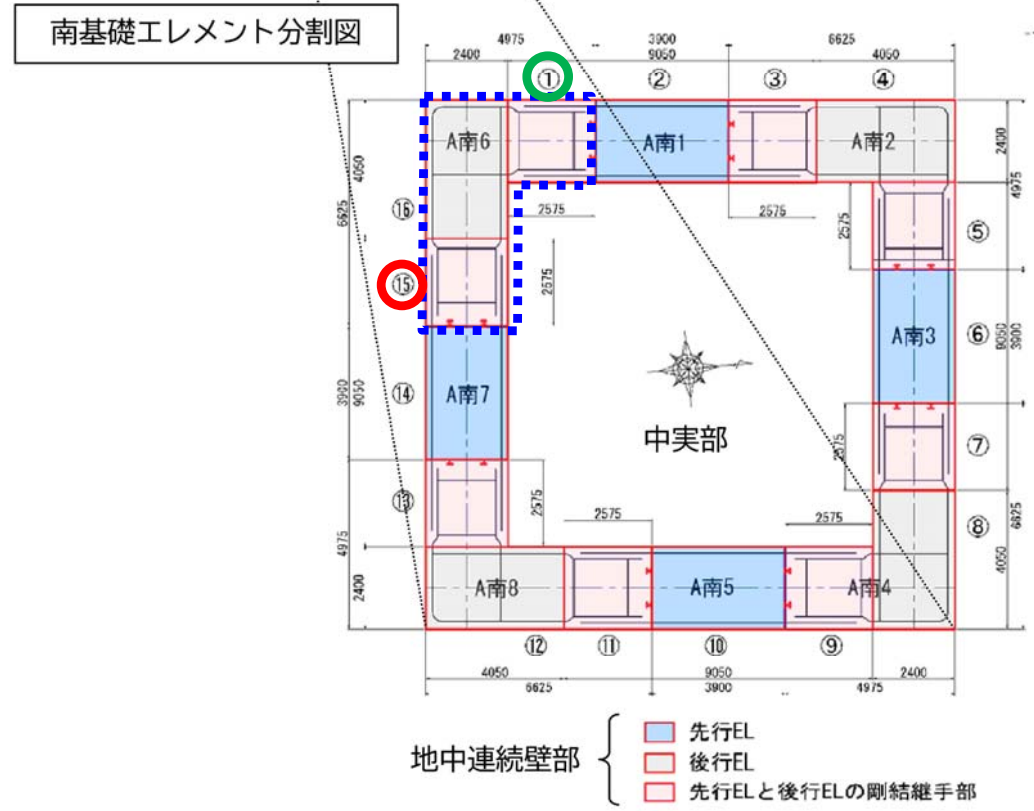 南基礎エレメント分割図
4975 3900 6625
2400 9050 4050
① ② ③ ④
A南6 A南1 A南2
2400
4975
4050
6625
⑯
2575 2575
2575
⑤
⑮
2575
A南3
⑥
9050
3900
3900
9050
⑭
A南7
中実部
2575
⑦
⑬
2575
2575 2575
⑧
6625
4050
4975
2400
A南8 A南5 A南4
⑫ ⑪ ⑩ ⑨
4050 9050 2400
6625 3900 4975
地中連続壁部
先行EL
後行EL
先行ELと後行ELの剛結継手部